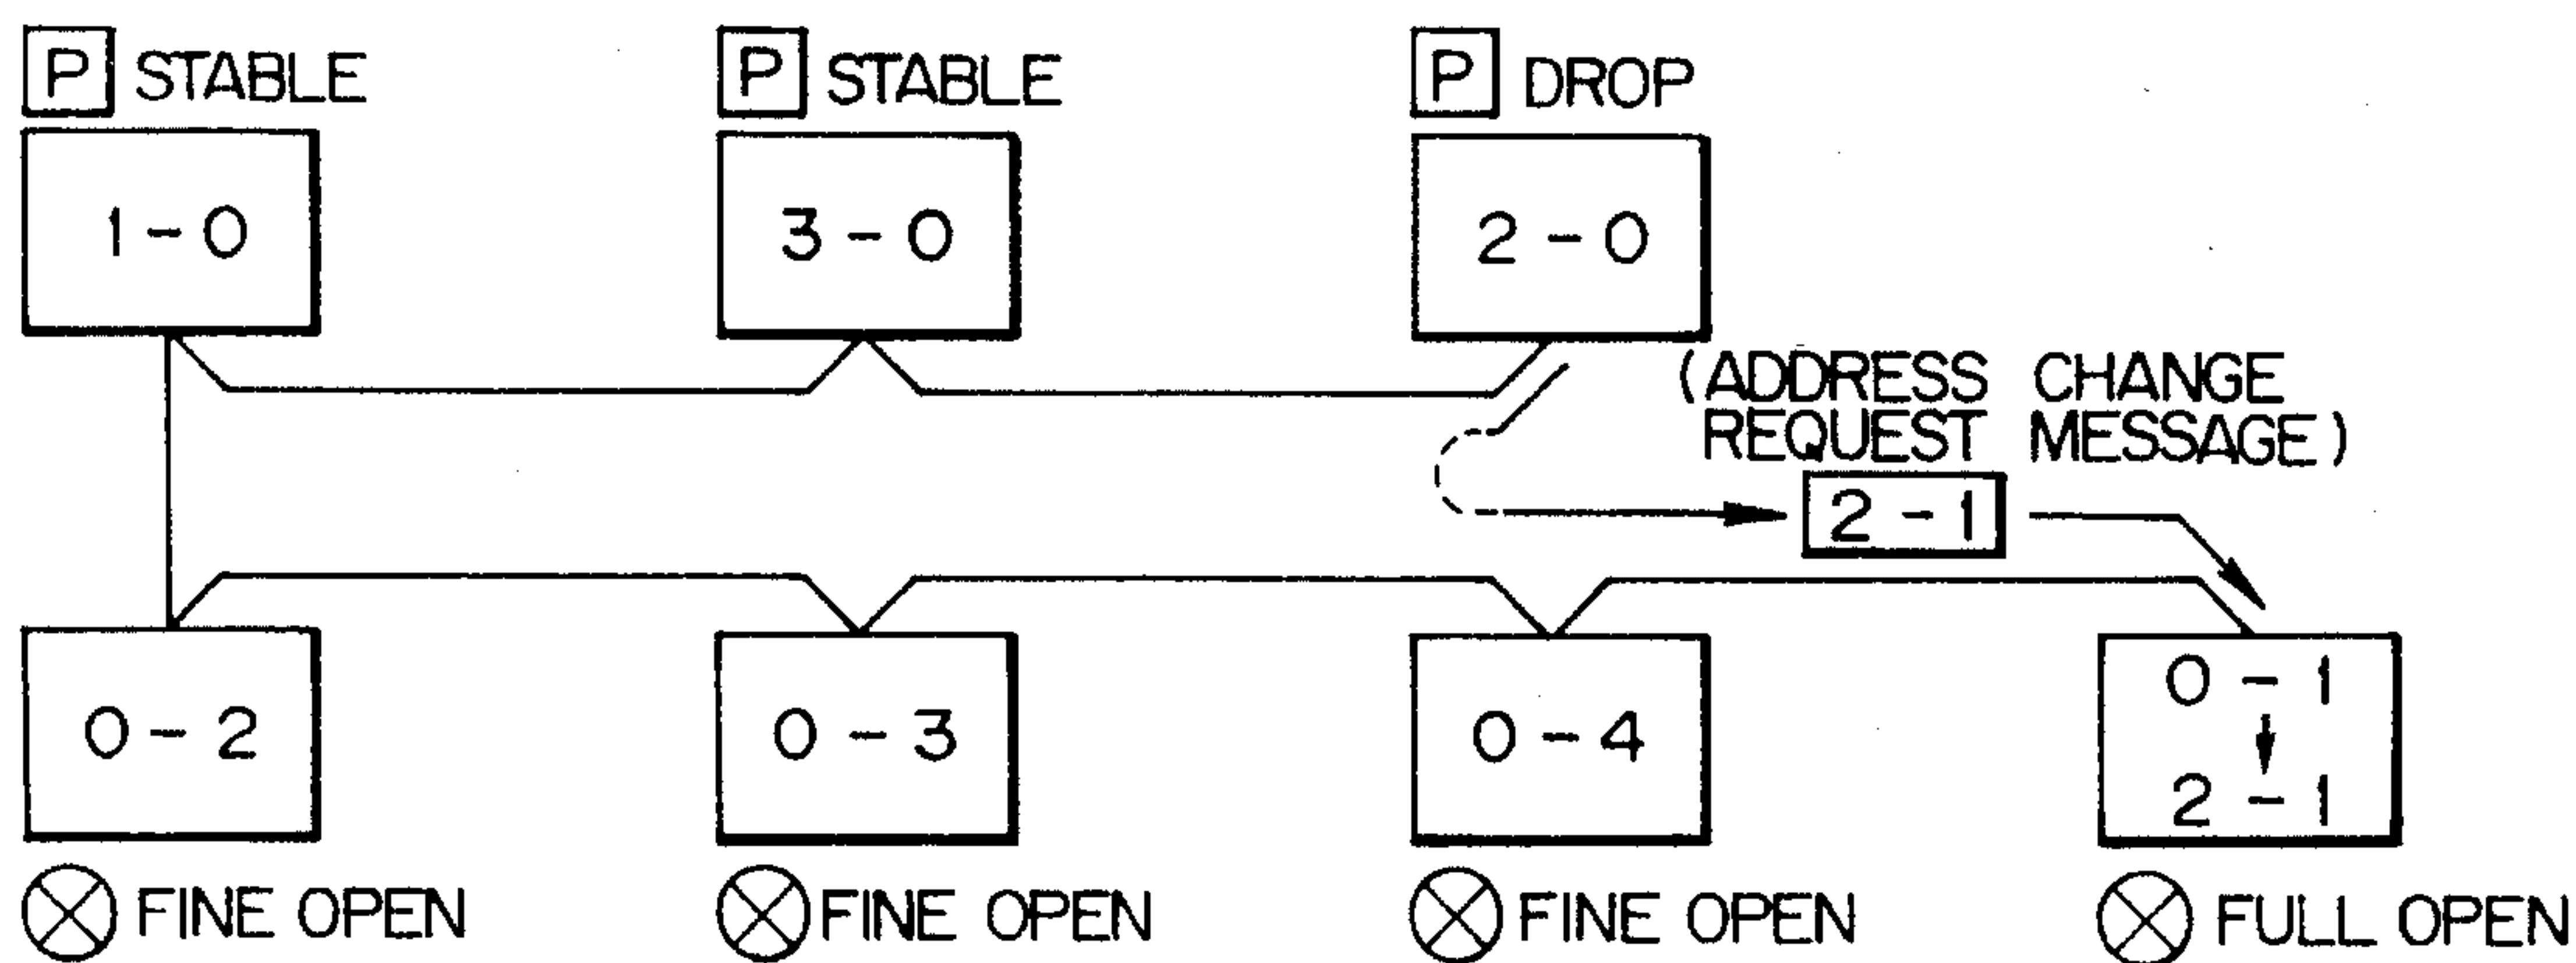 P STABLE
P STABLE
P DROP
1-0
3-0
2-0
(ADDRESS CHANGE
REQUEST MESSAGE)
2-1
0-2
0-3
0-4
0-1
2-1
FINE OPEN
FINE OPEN
FINE OPEN
FULL OPEN